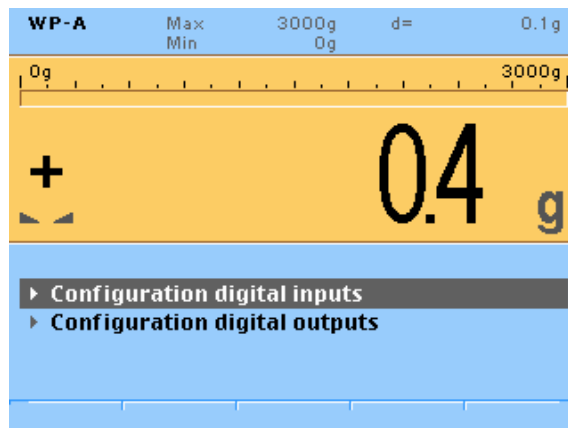 WP-A Max 3000g d= 0.1g
Min 0g
0g 3000g
+ 0.4 g
Configuration digital inputs
Configuration digital outputs